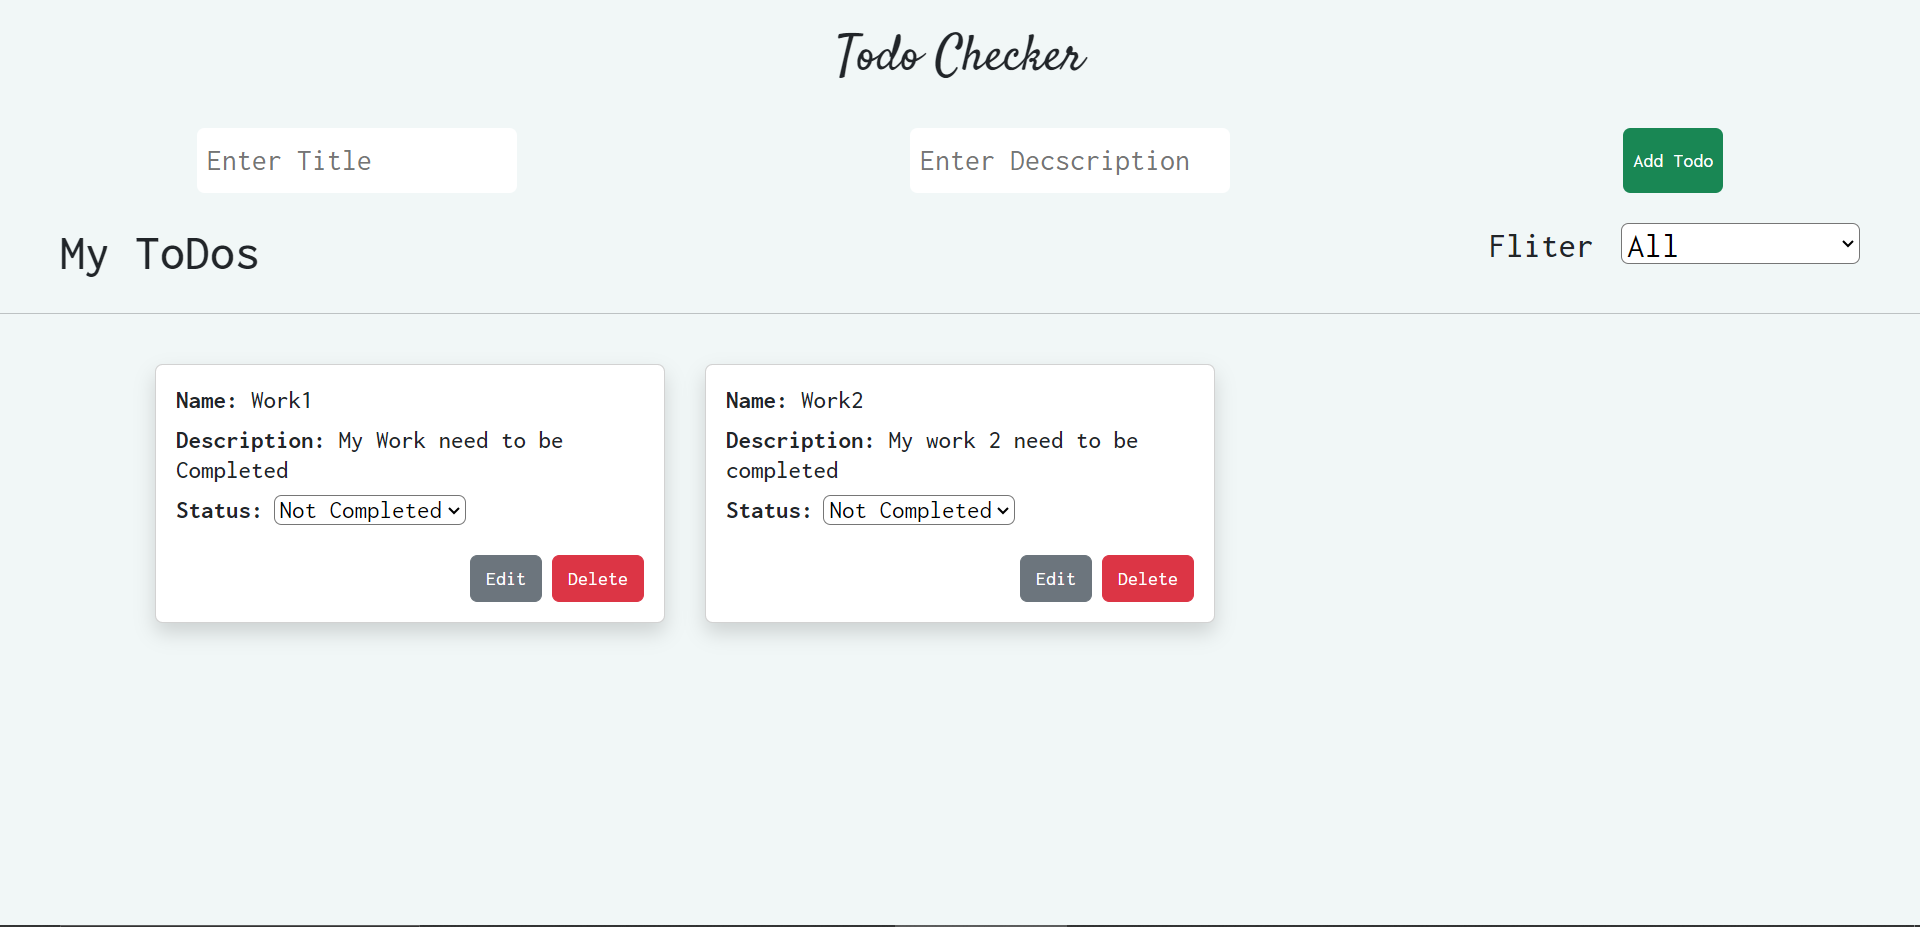 Todo Checker
Enter Title
Enter Decscription
Add Todo
My ToDos
Fliter
All
Name: Work1
Description: My Work need to be
Completed
Status: Not Completed
Edit
Delete
Name: Work2
Description: My work 2 need to be
completed
Status: Not Completed
Edit
Delete